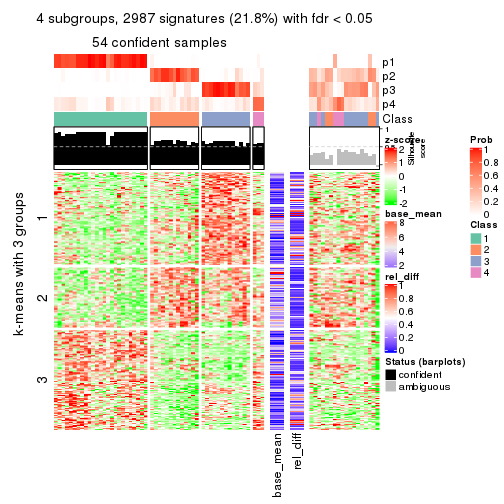 4 subgroups, 2987 signatures (21.8%) with fdr < 0.05
54 confident samples
p1
p2
p3
p4
Class
1
0.5
Silhouette
score
k-means with 3 groups
1
2
3
base_mean
rel_diff
z-score
2
1
0
-1
-2
base_mean
8
6
4
2
rel_diff
1
0.8
0.6
0.4
0.2
0
Status (barplots)
confident
ambiguous
Prob
1
0.8
0.6
0.4
0.2
0
Class
1
2
3
4